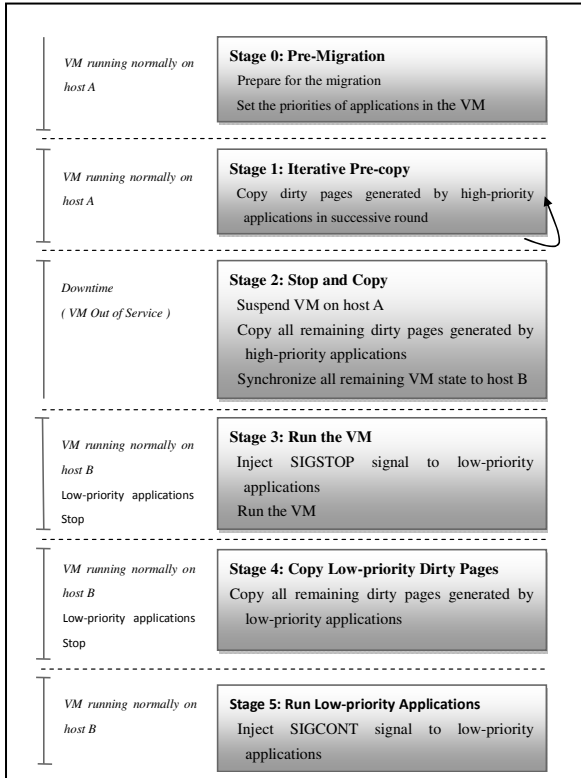 VM running normally on
host A
Stage 0: Pre-Migration
Prepare for the migration
Set the priorities of applications in the VM
VM running normally on
host A
Stage 1: Iterative Pre-copy
Copy dirty pages generated by high-priority
applications in successive round
Downtime
( VM Out of Service )
Stage 2: Stop and Copy
Suspend VM on host A
Copy all remaining dirty pages generated by
high-priority applications
Synchronize all remaining VM state to host B
VM running normally on
host B
Low-priority applications
Stop
Stage 3: Run the VM
Inject SIGSTOP signal to low-priority
applications
Run the VM
VM running normally on
host B
Low-priority applications
Stop
Stage 4: Copy Low-priority Dirty Pages
Copy all remaining dirty pages generated by
low-priority applications
VM running normally on
host B
Stage 5: Run Low-priority Applications
Inject SIGCONT signal to low-priority
applications